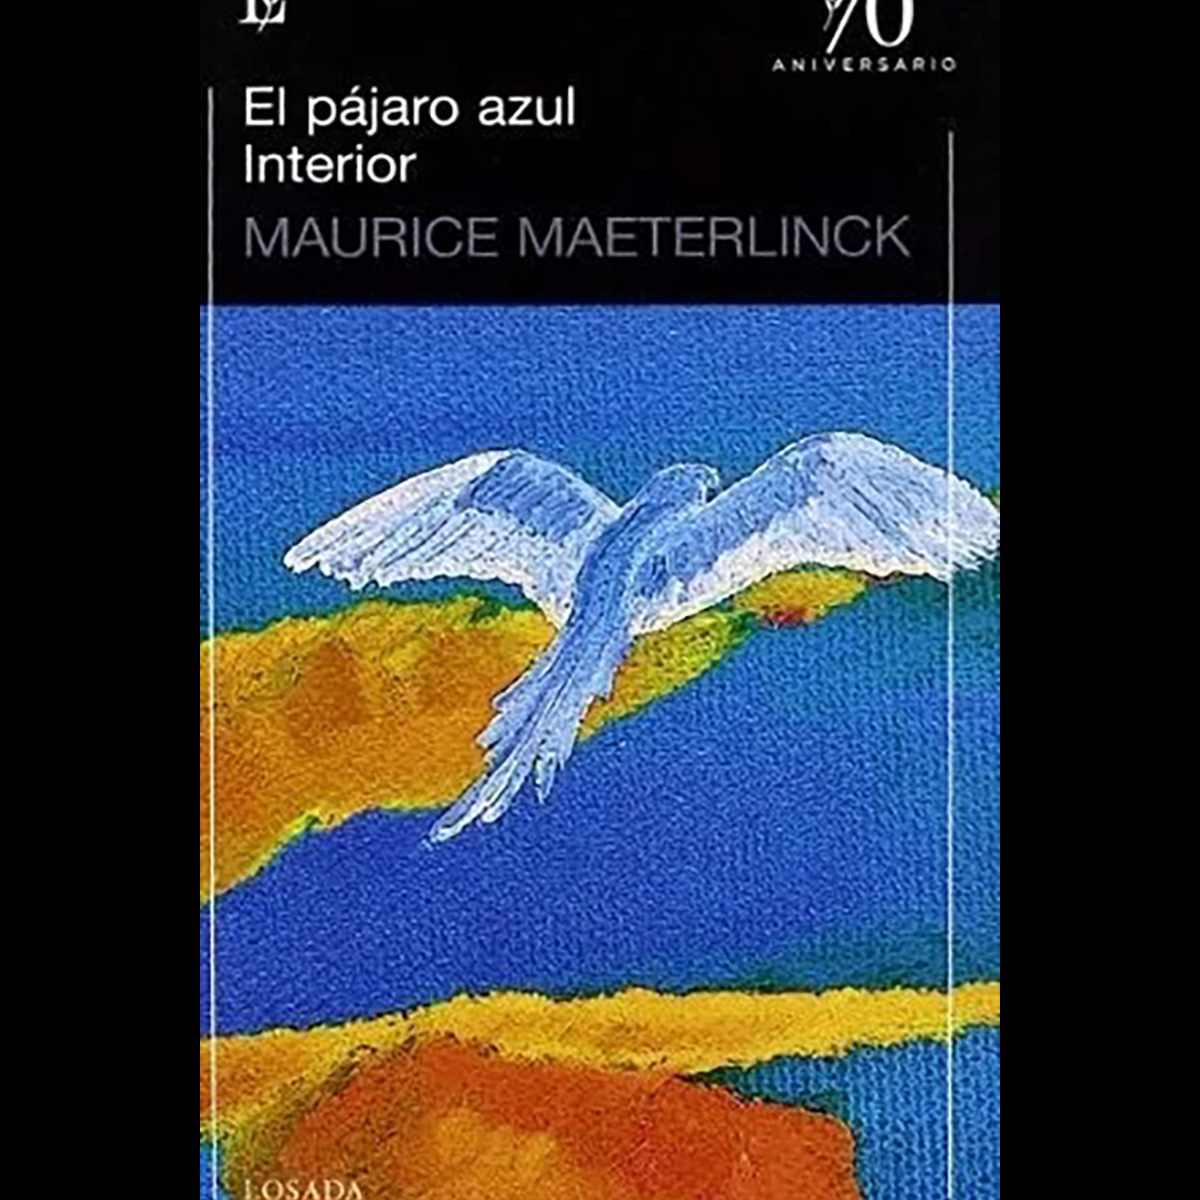 70
ANIVERSARIO
El pájaro azul
Interior
MAURICE MAETERLINCK
LOSADA